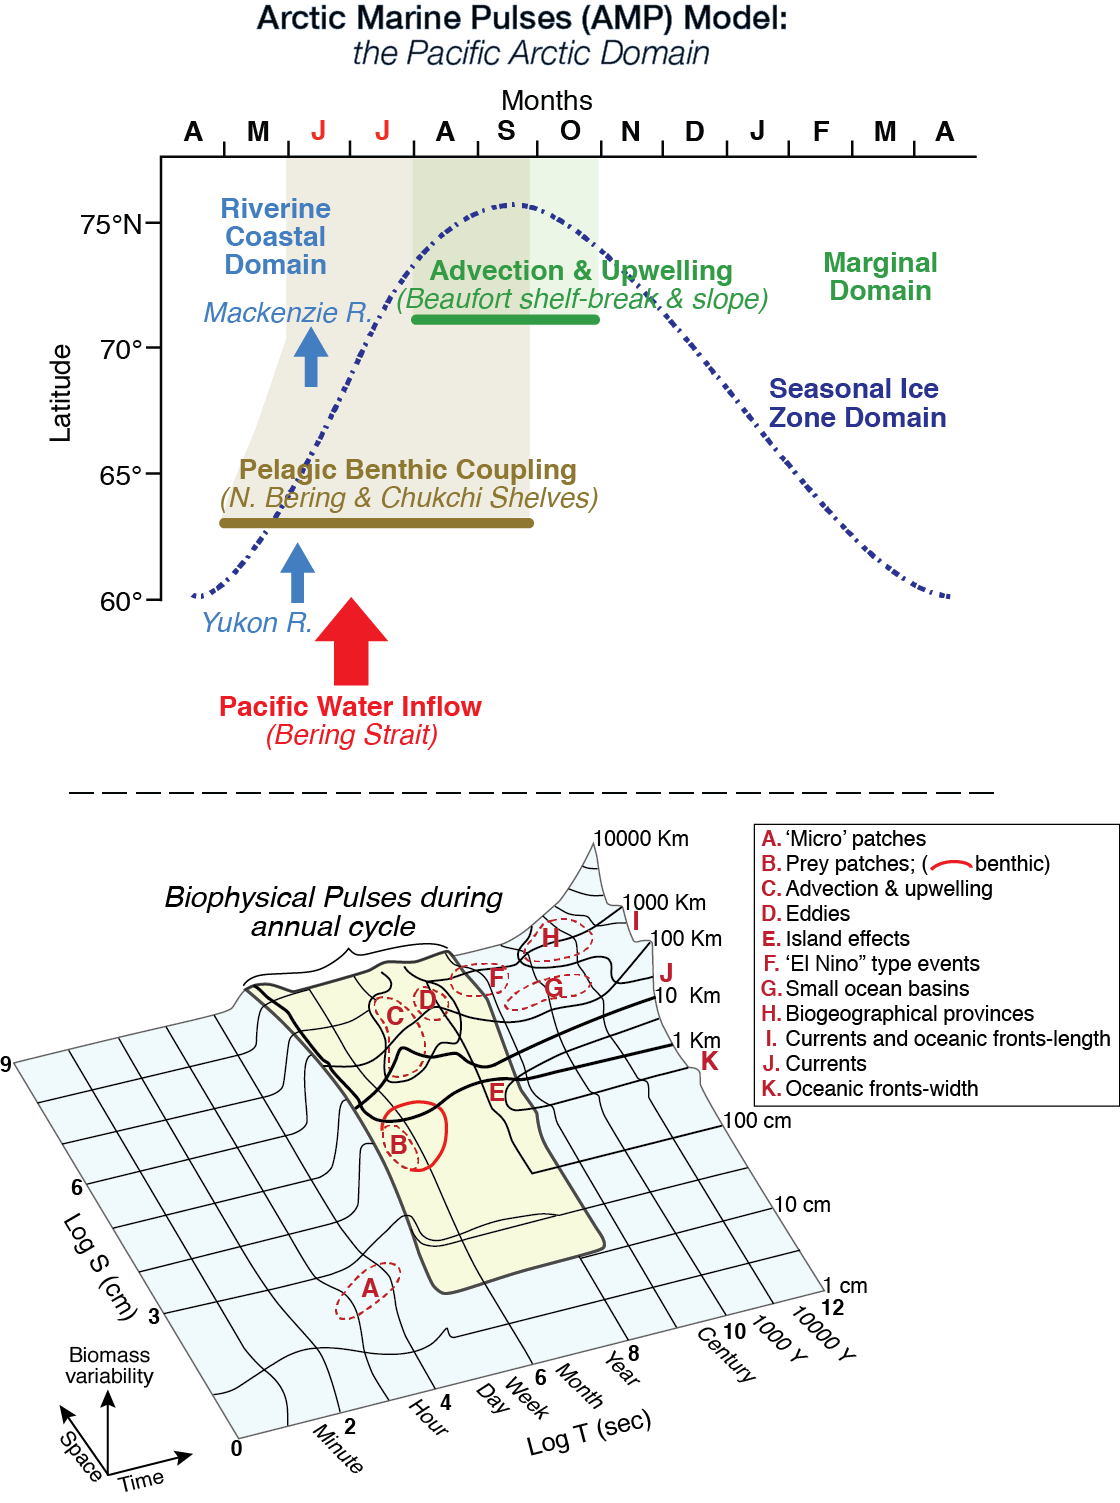 Arctic Marine Pulses (AMP) Model:
the Pacific Arctic Domain
Months
A M J J A S O N D J F M A
75°N
70°
65°
60°
Latitude
Riverine
Coastal
Domain
Mackenzie R.
Advection & Upwelling
(Beaufort shelf-break & slope)
Marginal
Domain
Seasonal Ice
Zone Domain
Pelagic Benthic Coupling
(N. Bering & Chukchi Shelves)
Yukon R.
Pacific Water Inflow
(Bering Strait)
Biophysical Pulses during
annual cycle
10000 Km
1000 Km
100 Km
10 Km
1 Km
100 cm
10 cm
1 cm
A
B
C
D
E
F
G
H
I
J
K
A. ‘Micro’ patches
B. Prey patches; ( benthic)
C. Advection & upwelling
D. Eddies
E. Island effects
F. ‘El Nino” type events
G. Small ocean basins
H. Biogeographical provinces
I. Currents and oceanic fronts-length
J. Currents
K. Oceanic fronts-width
9
6
3
0
Log S (cm)
2
4
6
8
10
12
Minute
Hour
Day
Week
Month
Year
Century
1000 Y
10000 Y
Log T (sec)
Biomass
variability
Space
Time